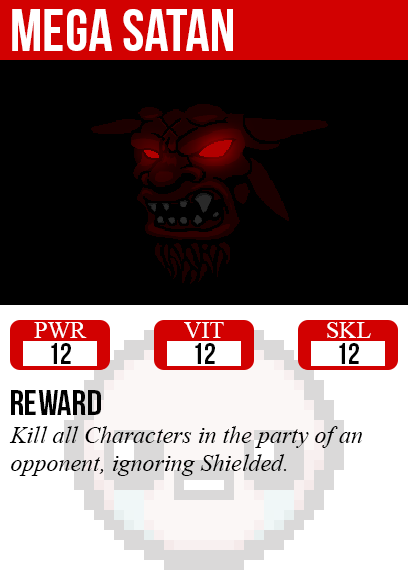 MEGA SATAN
PWR VIT SKL
12 12 12
REWARD
Kill all Characters in the party of an
opponent, ignoring Shielded.